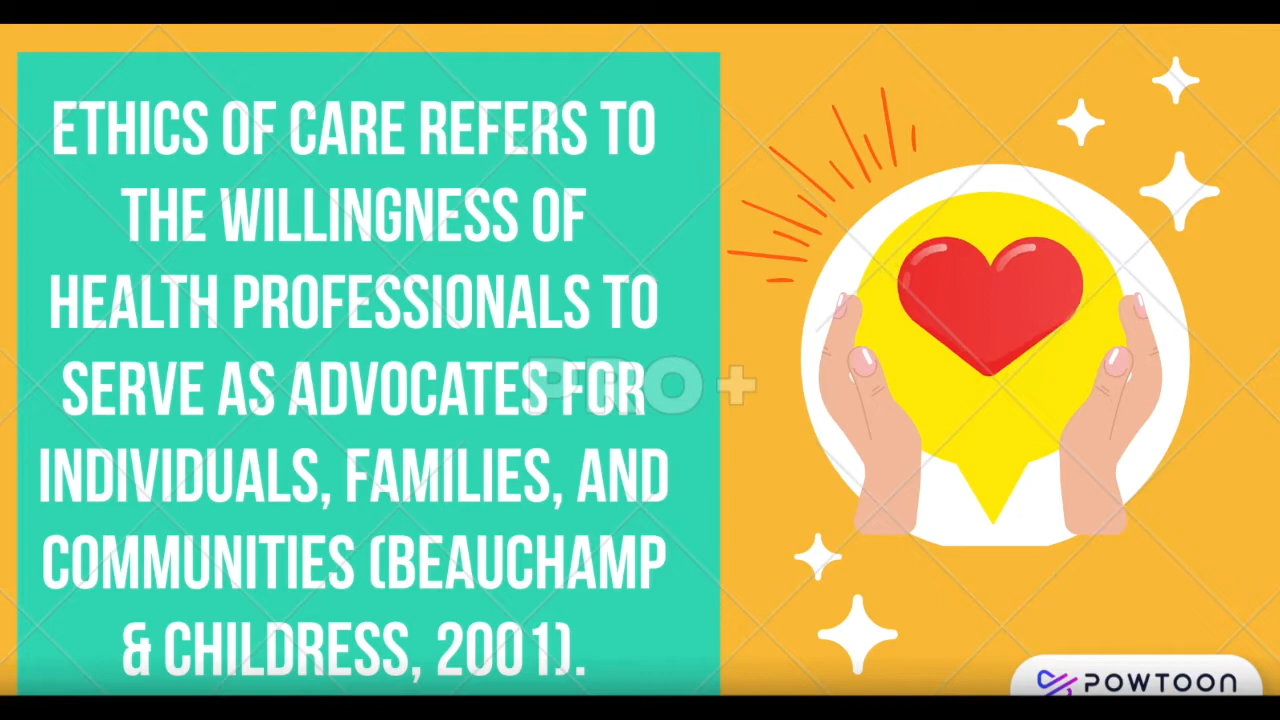 ETHICS OF CARE REFERS TO
THE WILLINGNESS OF
HEALTH PROFESSIONALS TO
SERVE AS ADVOCATES FOR
INDIVIDUALS, FAMILIES, AND
COMMUNITIES (BEAUCHAMP
& CHILDRESS, 2001).
PRO+
POWTOON